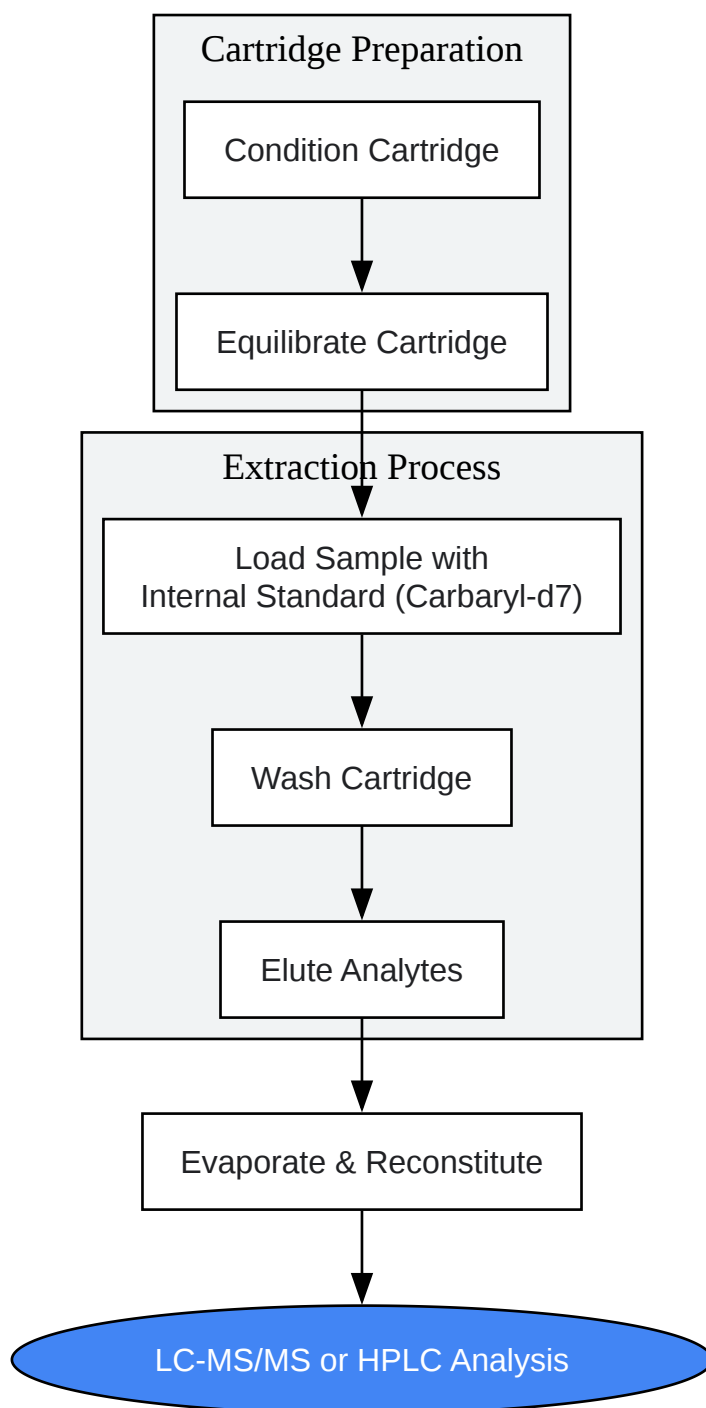 Cartridge Preparation
Condition Cartridge
Equilibrate Cartridge
Extraction Process
Load Sample with
Internal Standard (Carbaryl-d7)
Wash Cartridge
Elute Analytes
Evaporate & Reconstitute
LC-MS/MS or HPLC Analysis